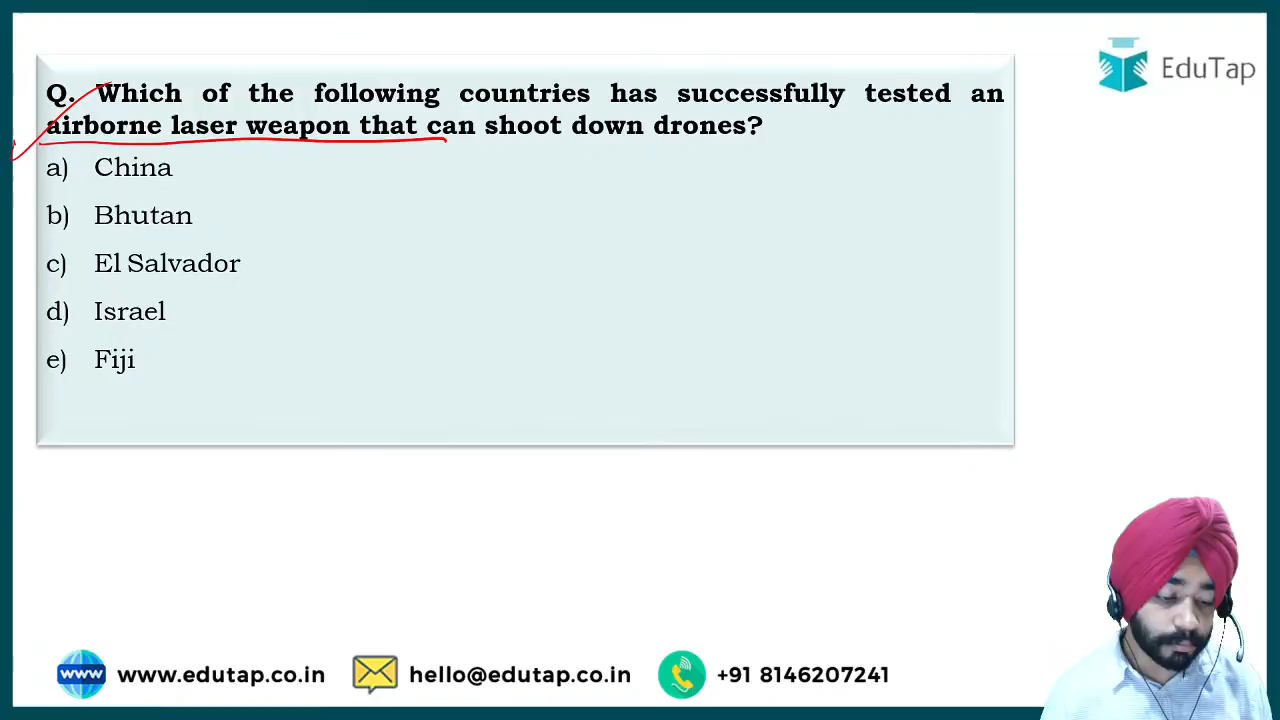 EduTap
Q. Which of the following countries has successfully tested an
airborne laser weapon that can shoot down drones?
a) China
b) Bhutan
c) El Salvador
d) Israel
e) Fiji
www www.edutap.co.in hello@edutap.co.in +91 8146207241